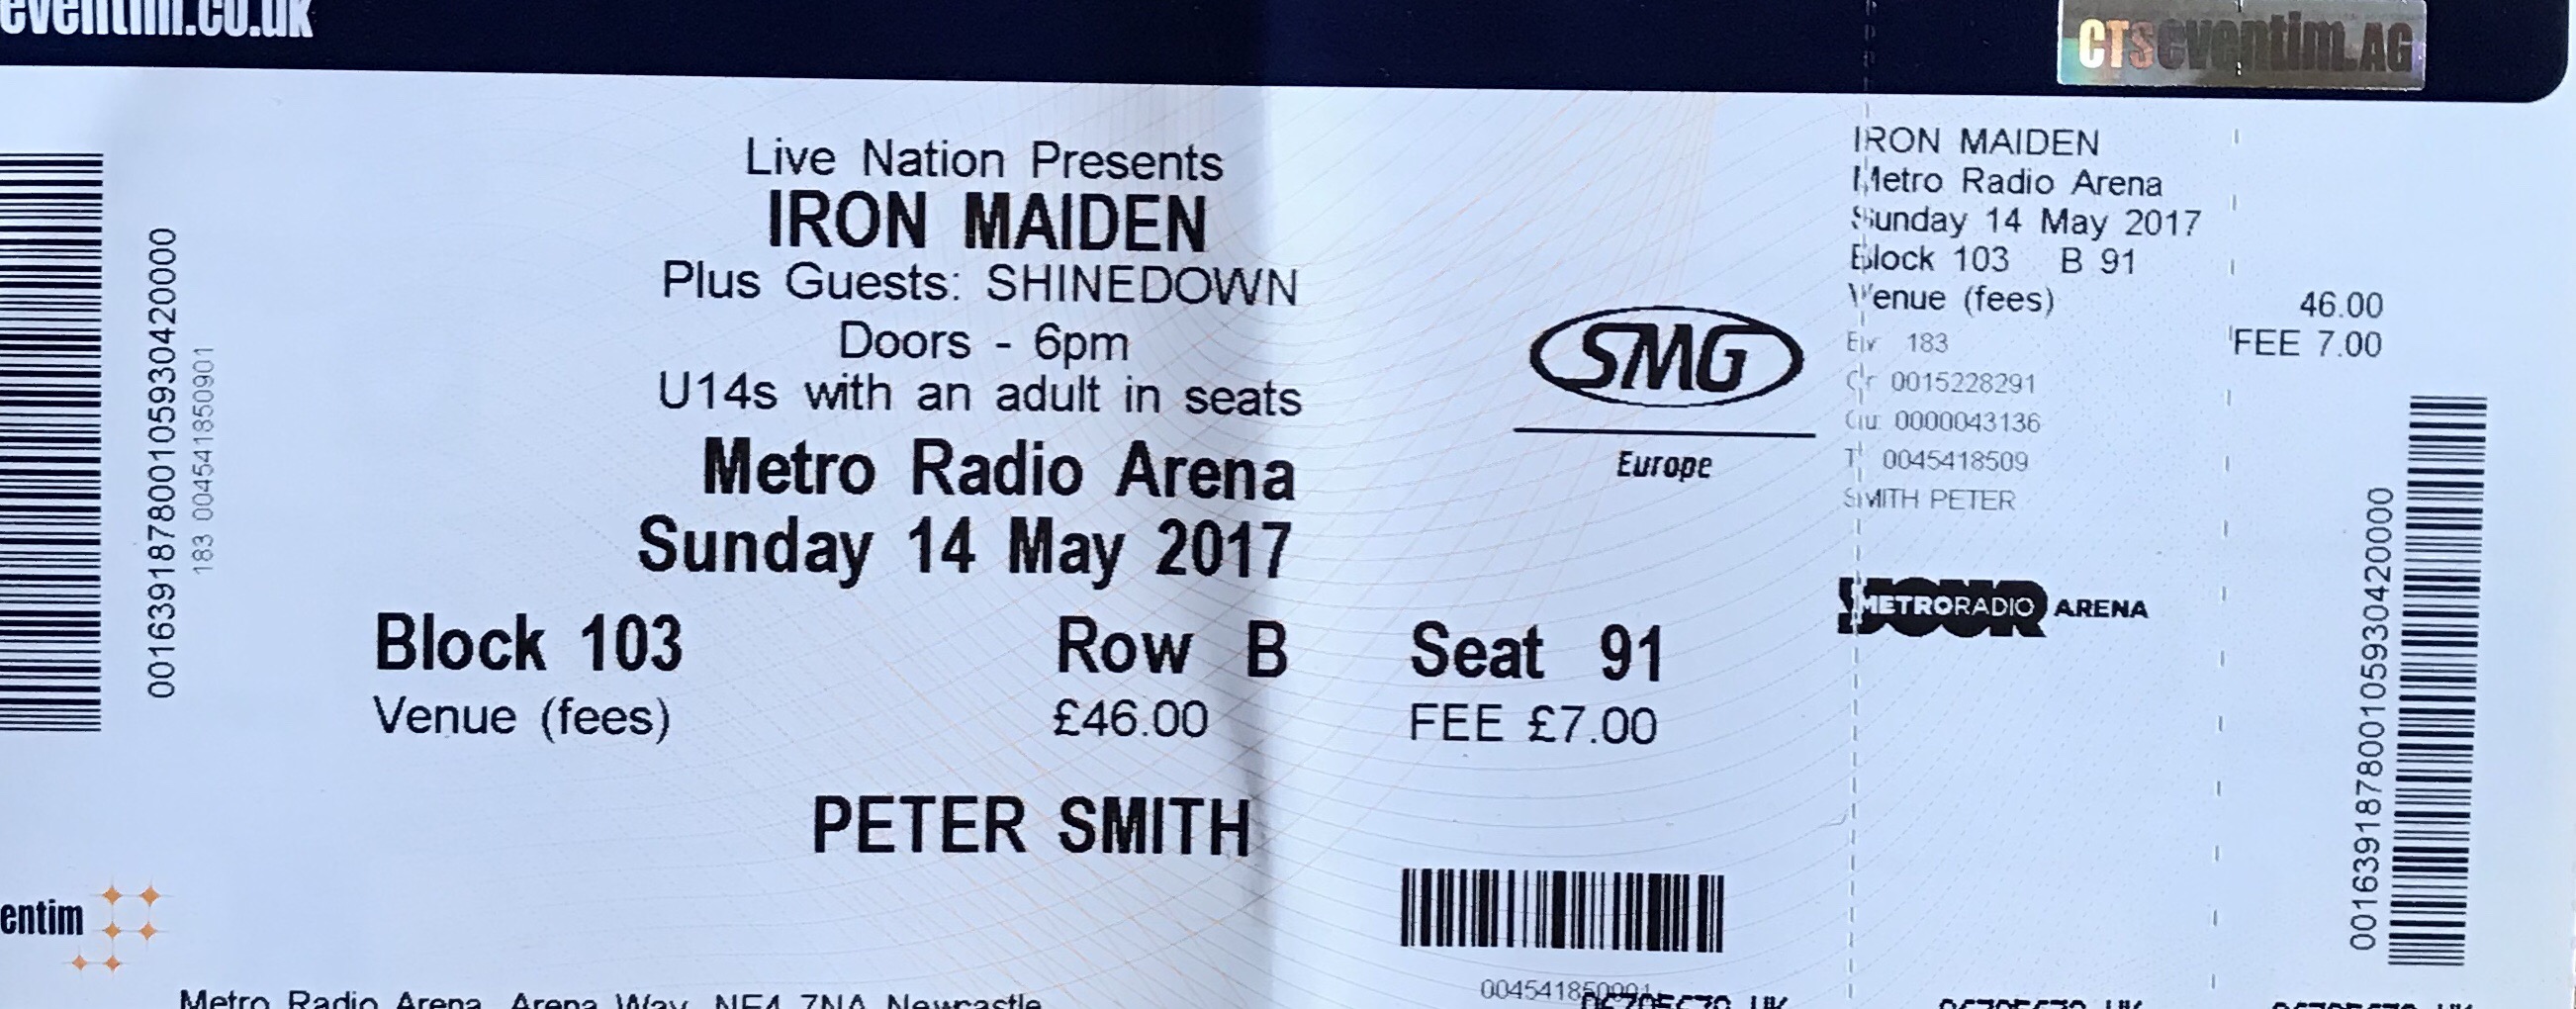 eventim.co.uk
CTSeventim.AG
001639187800105930420000
183 004541850901
Live Nation Presents
IRON MAIDEN
Plus Guests: SHINEDOWN
Doors - 6pm
U14s with an adult in seats
Metro Radio Arena
Sunday 14 May 2017
Block 103 Row B Seat 91
Venue (fees) £46.00 FEE £7.00
PETER SMITH
SMG
Europe
entim
Metro Radio Arena, Arena Way, NE4 7NA Newcastle
IRON MAIDEN
Metro Radio Arena
Sunday 14 May 2017
Block 103 B 91
Venue (fees) 46.00
183 FEE 7.00
0015228291
0000043136
0045418509
SMITH PETER
METRORADIO ARENA
001639187800105930420000